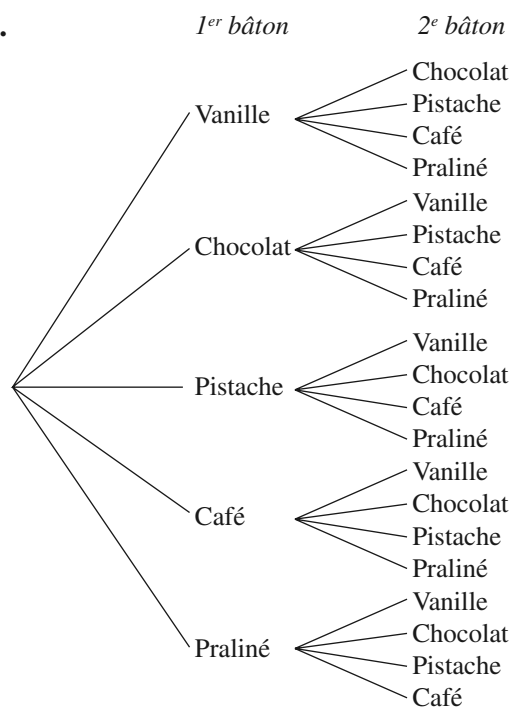 .
1er bâton 2e bâton
Chocolat
Pistache
Vanille
Café
Praliné
Vanille
Pistache
Chocolat
Café
Praliné
Vanille
Chocolat
Pistache
Café
Praliné
Vanille
Chocolat
Café
Pistache
Praliné
Vanille
Chocolat
Praliné
Pistache
Café